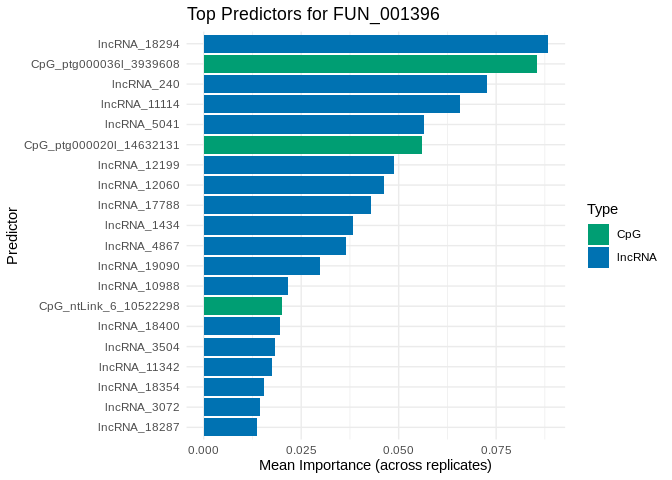 Top Predictors for FUN_001396
Predictor
lncRNA_18294
CpG_ptg000036l_3939608
lncRNA_240
lncRNA_11114
lncRNA_5041
CpG_ptg000020l_14632131
lncRNA_12199
lncRNA_12060
lncRNA_17788
lncRNA_1434
lncRNA_4867
lncRNA_19090
lncRNA_10988
CpG_ntLink_6_10522298
lncRNA_18400
lncRNA_3504
lncRNA_11342
lncRNA_18354
lncRNA_3072
lncRNA_18287
0.000 0.025 0.050 0.075
Mean Importance (across replicates)
Type
CpG
lncRNA